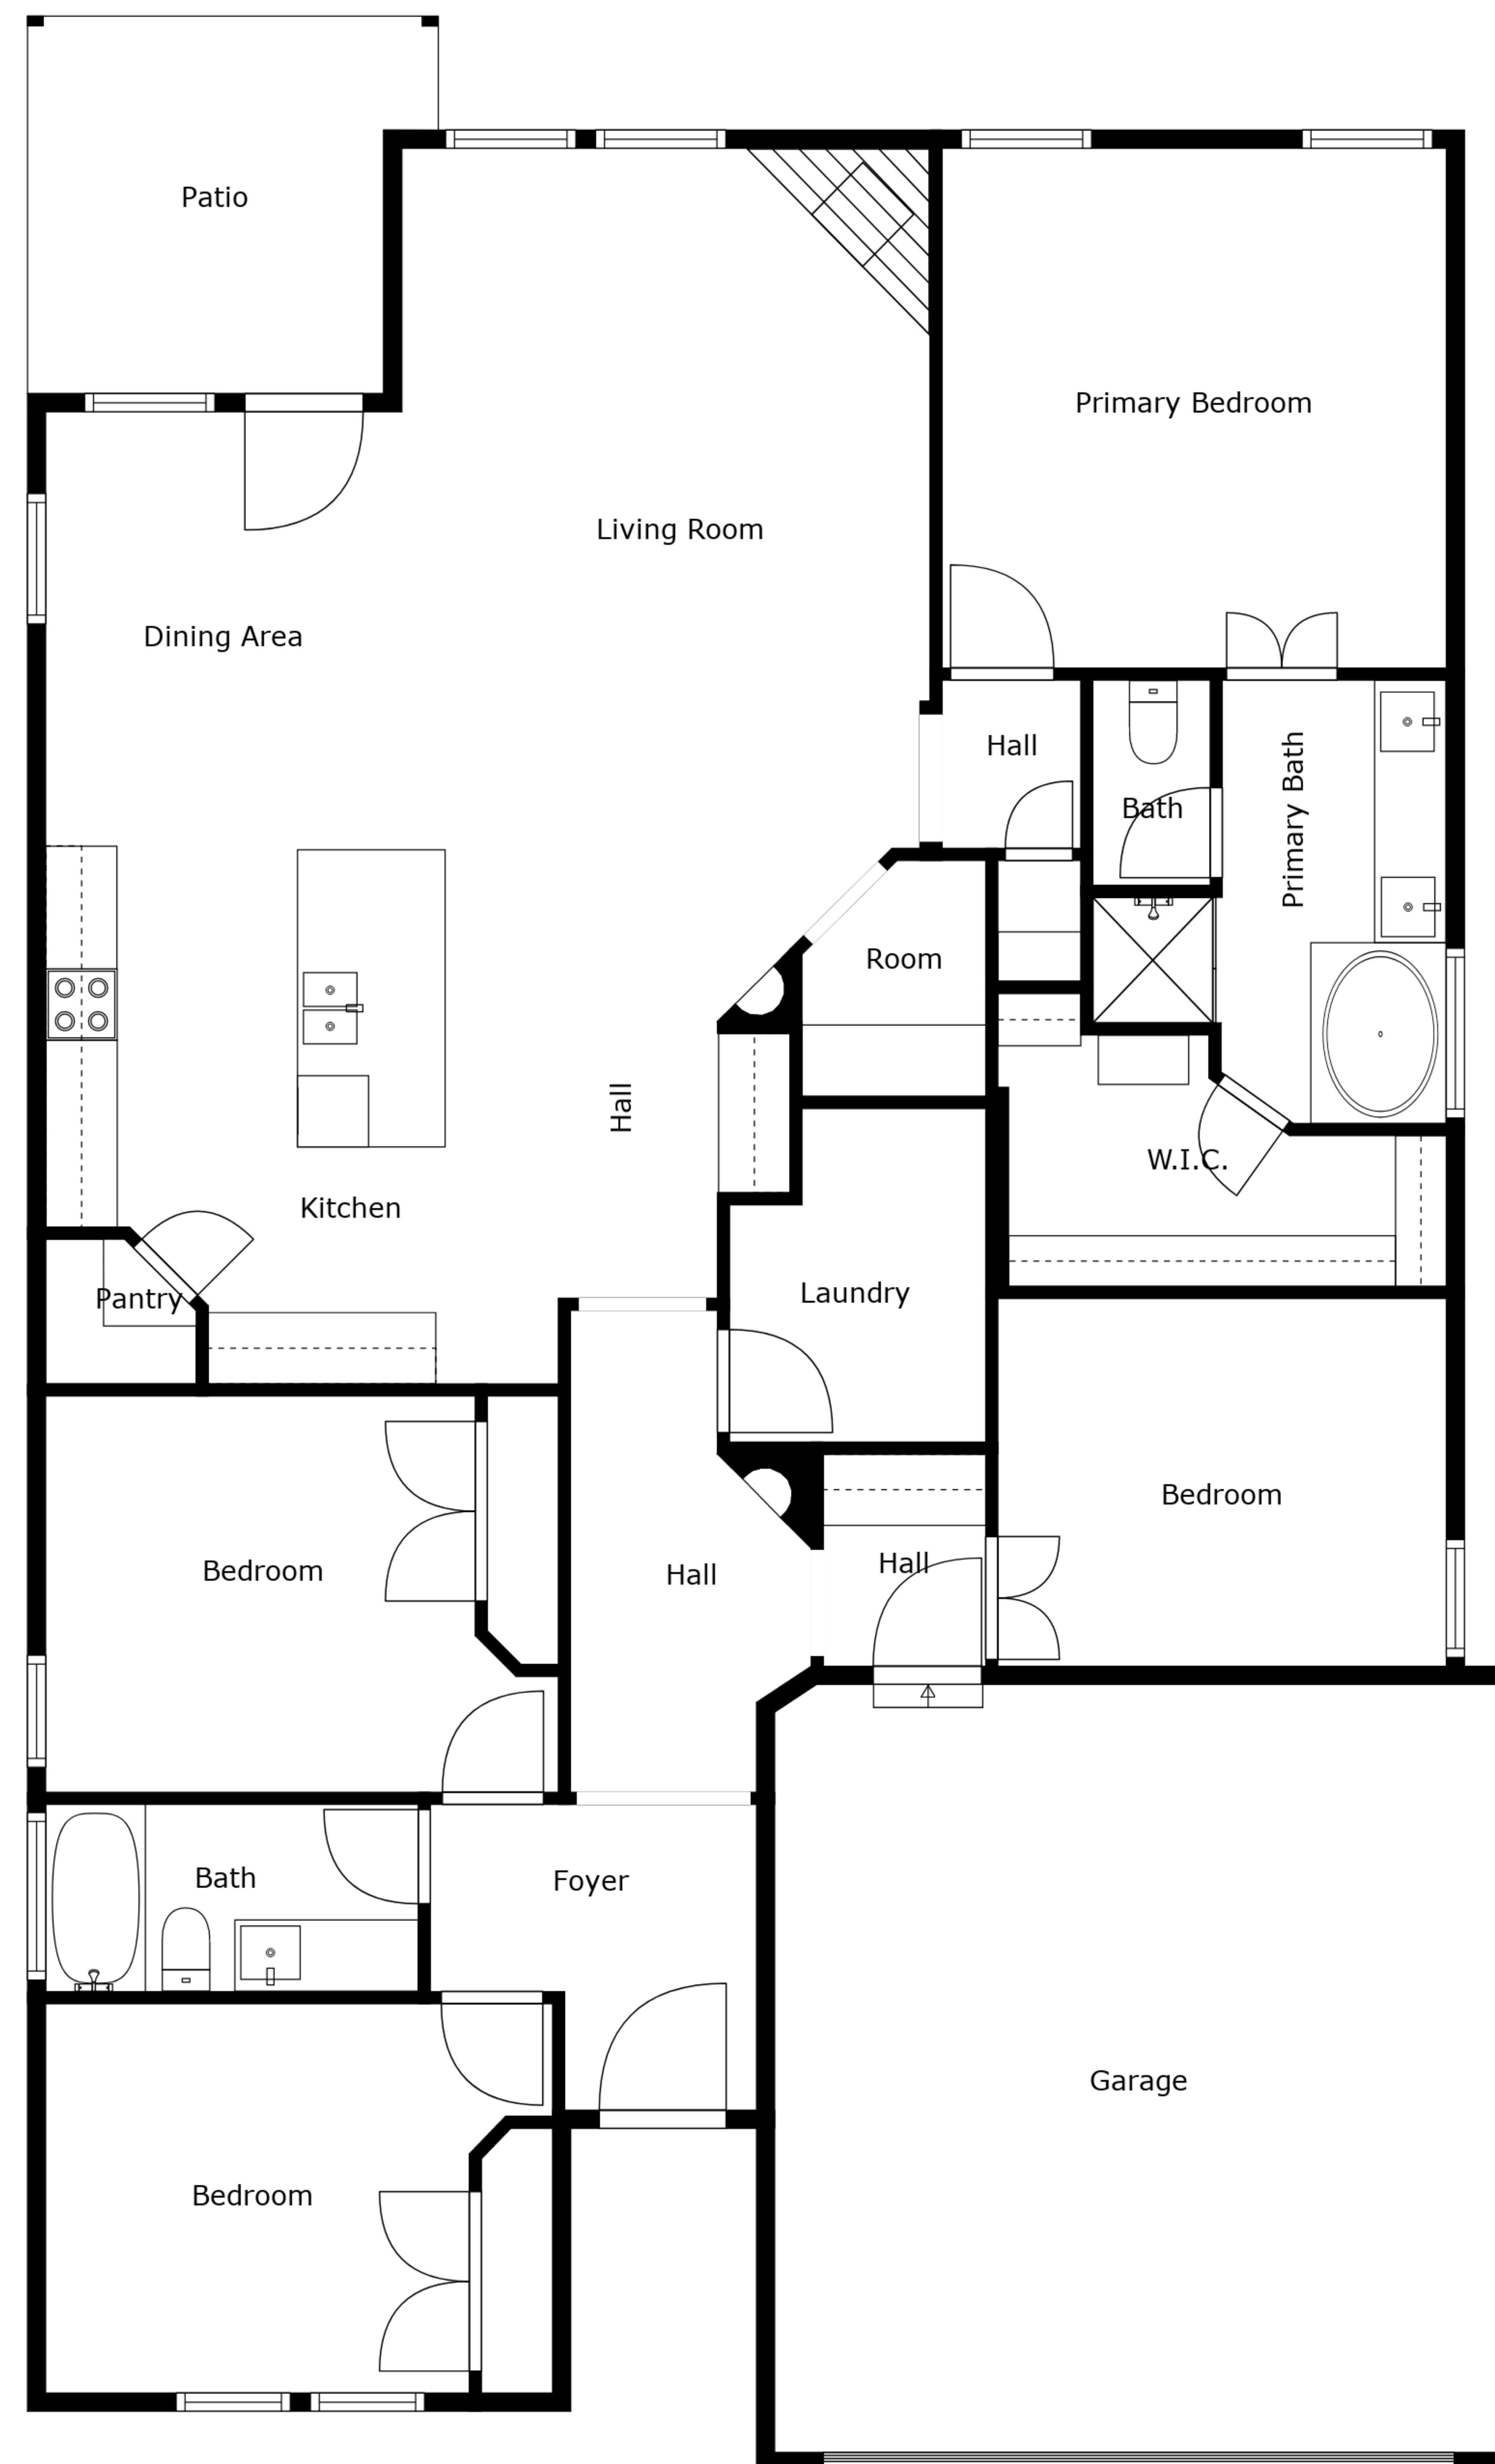 Patio
Primary Bedroom
Living Room
Dining Area
Hall
Primary Bath
Bath
Room
Hall
W.I.C.
Kitchen
Laundry
Pantry
Bedroom
Hall
Bedroom
Hall
Bath
Foyer
Garage
Bedroom